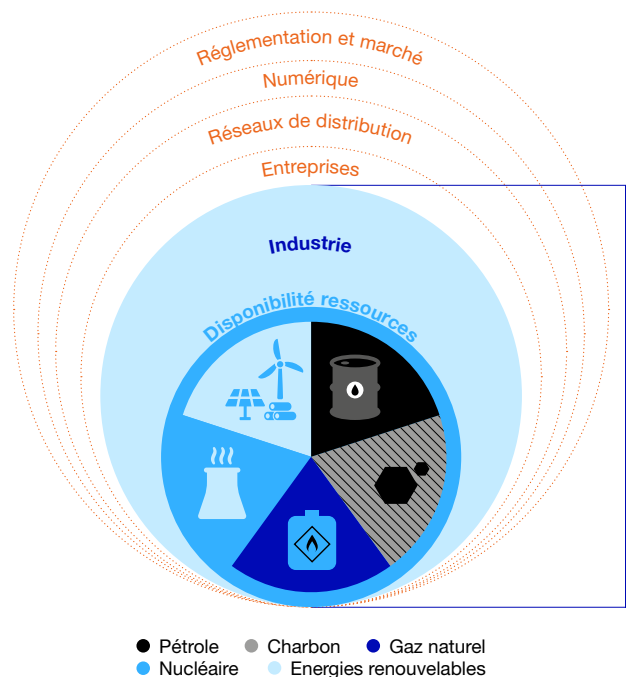 Réglementation et marché
Numérique
Réseaux de distribution
Entreprises
Industrie
Disponibilité ressources
Pétrole
Charbon
Gaz naturel
Nucléaire
Energies renouvelables